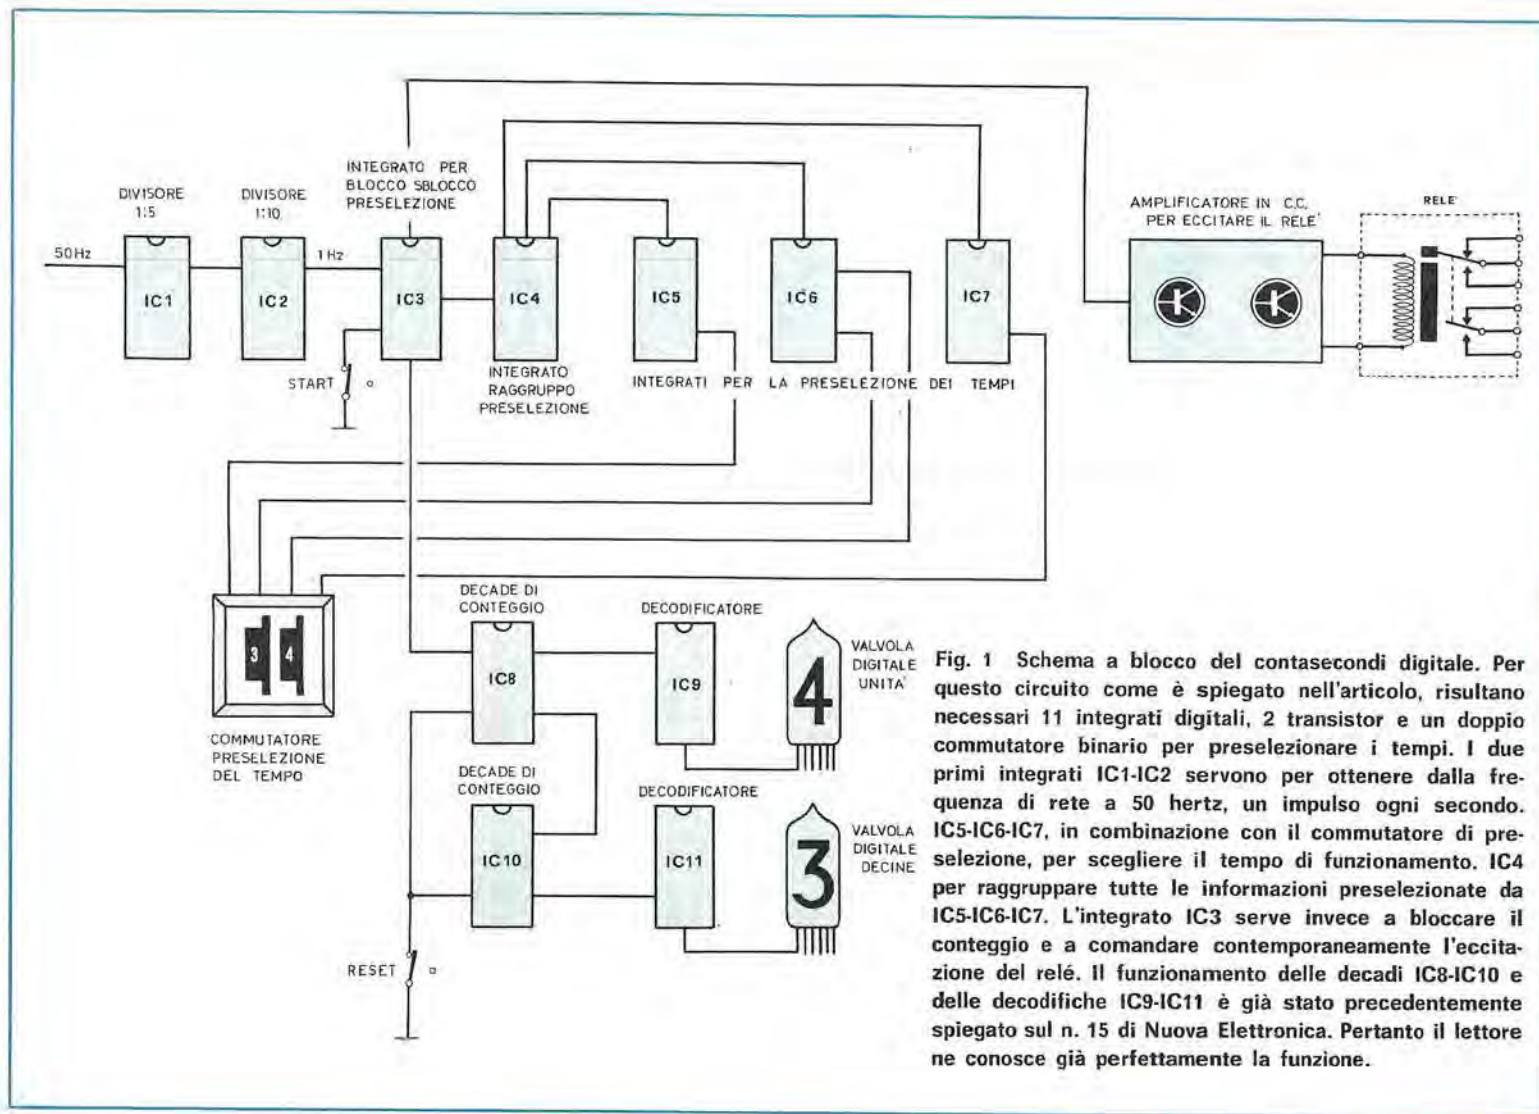 INTEGRATO PER
BLOCCO SBLOCCO
PRESELEZIONE
DIVISORE
1:5
DIVISORE
1:10
50Hz
1Hz
IC1
IC2
IC3
IC4
IC5
IC6
IC7
AMPLIFICATORE IN C.C.
PER ECCITARE IL RELE'
RELE'
START
INTEGRATO
RAGGRUPPO
PRESELEZIONE
INTEGRATI PER LA PRESELEZIONE DEI TEMPI
3 4
COMMUTATORE
PRESELEZIONE
DEL TEMPO
DECADE DI
CONTEGGIO
IC8
DECODIFICATORE
IC9
4
VALVOLA
DIGITALE
UNITA'
DECADE DI
CONTEGGIO
IC10
DECODIFICATORE
IC11
3
VALVOLA
DIGITALE
DECINE
RESET
Fig. 1 Schema a blocco del contasecondi digitale. Per
questo circuito come è spiegato nell'articolo, risultano
necessari 11 integrati digitali, 2 transistor e un doppio
commutatore binario per preselezionare i tempi. I due
primi integrati IC1-IC2 servono per ottenere dalla fre-
quenza di rete a 50 hertz, un impulso ogni secondo.
IC5-IC6-IC7, in combinazione con il commutatore di pre-
selezione, per scegliere il tempo di funzionamento. IC4
per raggruppare tutte le informazioni preselezionate da
IC5-IC6-IC7. L'integrato IC3 serve invece a bloccare il
conteggio e a comandare contemporaneamente l'eccita-
zione del relé. Il funzionamento delle decadi IC8-IC10 e
delle decodifiche IC9-IC11 è già stato precedentemente
spiegato sul n. 15 di Nuova Elettronica. Pertanto il lettore
ne conosce già perfettamente la funzione.